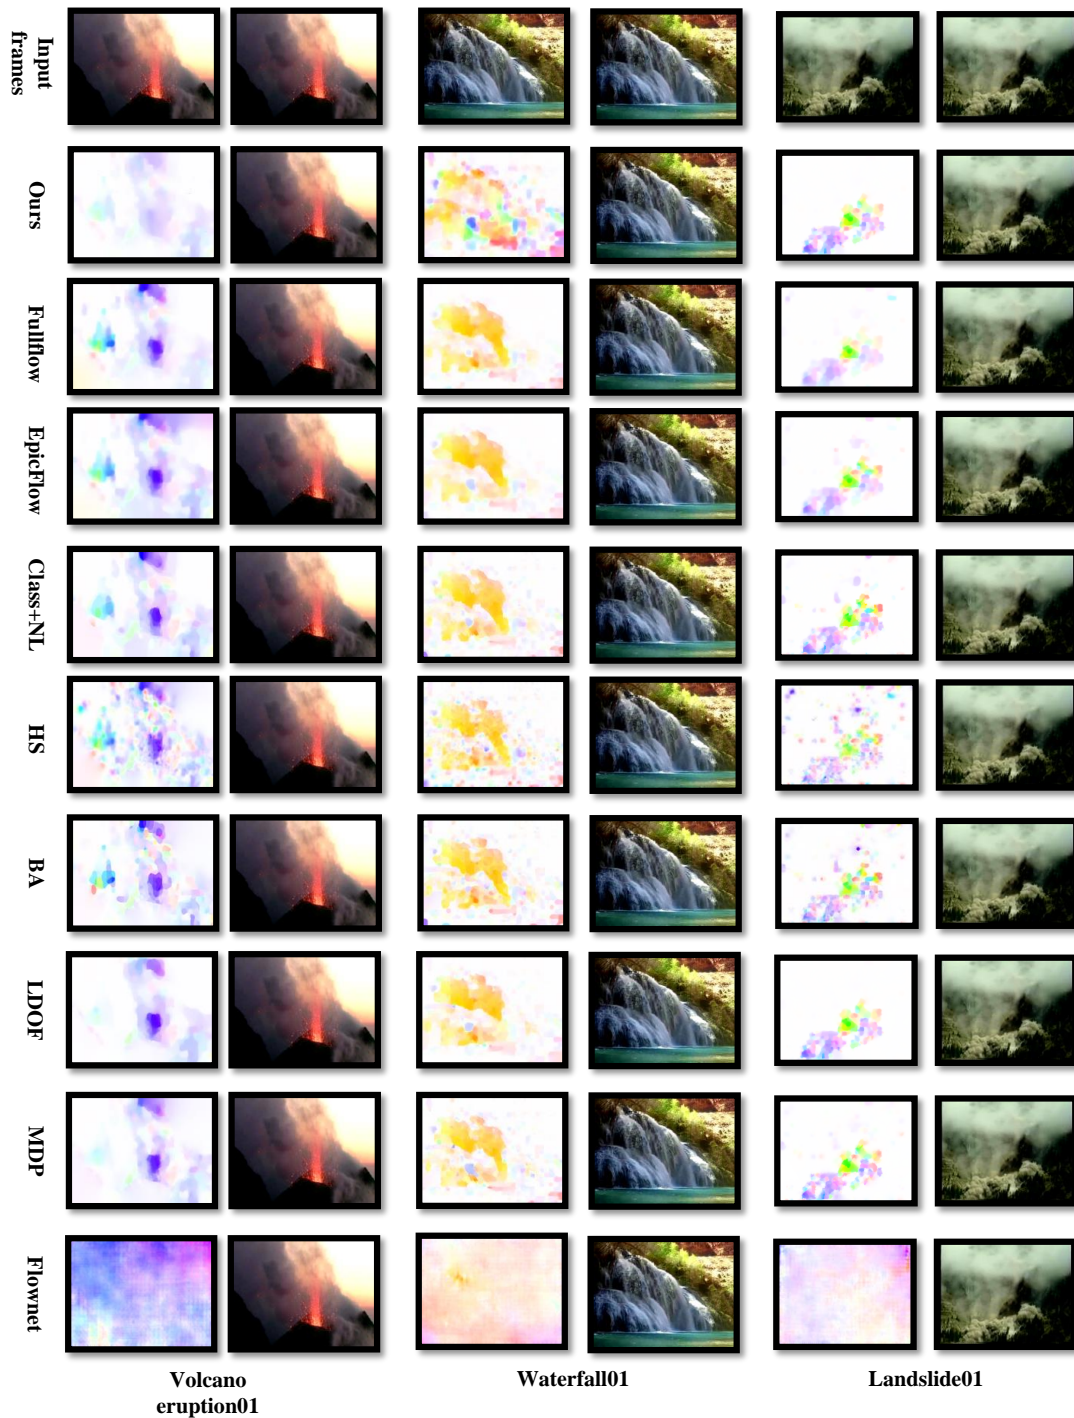 Input
frames
Ours
Fullflow
EpicFlow
Class+NL
HS
BA
LDOF
MDP
Flownet
Volcano
eruption01
Waterfall01
Landslide01